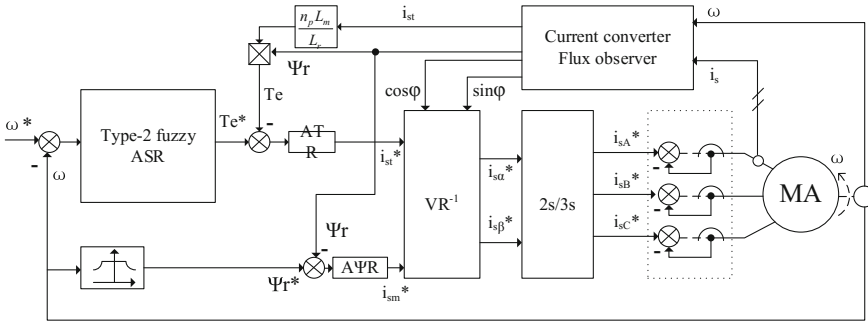 n_p L_m
L_r
i_st
ω
Current converter
Flux observer
Ψr
i_s
Te
cosφ
sinφ
ω*
Type-2 fuzzy
ASR
Te*
-
AT
R
i_st*
-
ω
VR⁻¹
i_sα*
2s/3s
i_sA*
-
i_sB*
-
i_sC*
-
MA
ω
i_sβ*
Ψr
-
Ψr*
AΨR
i_sm*